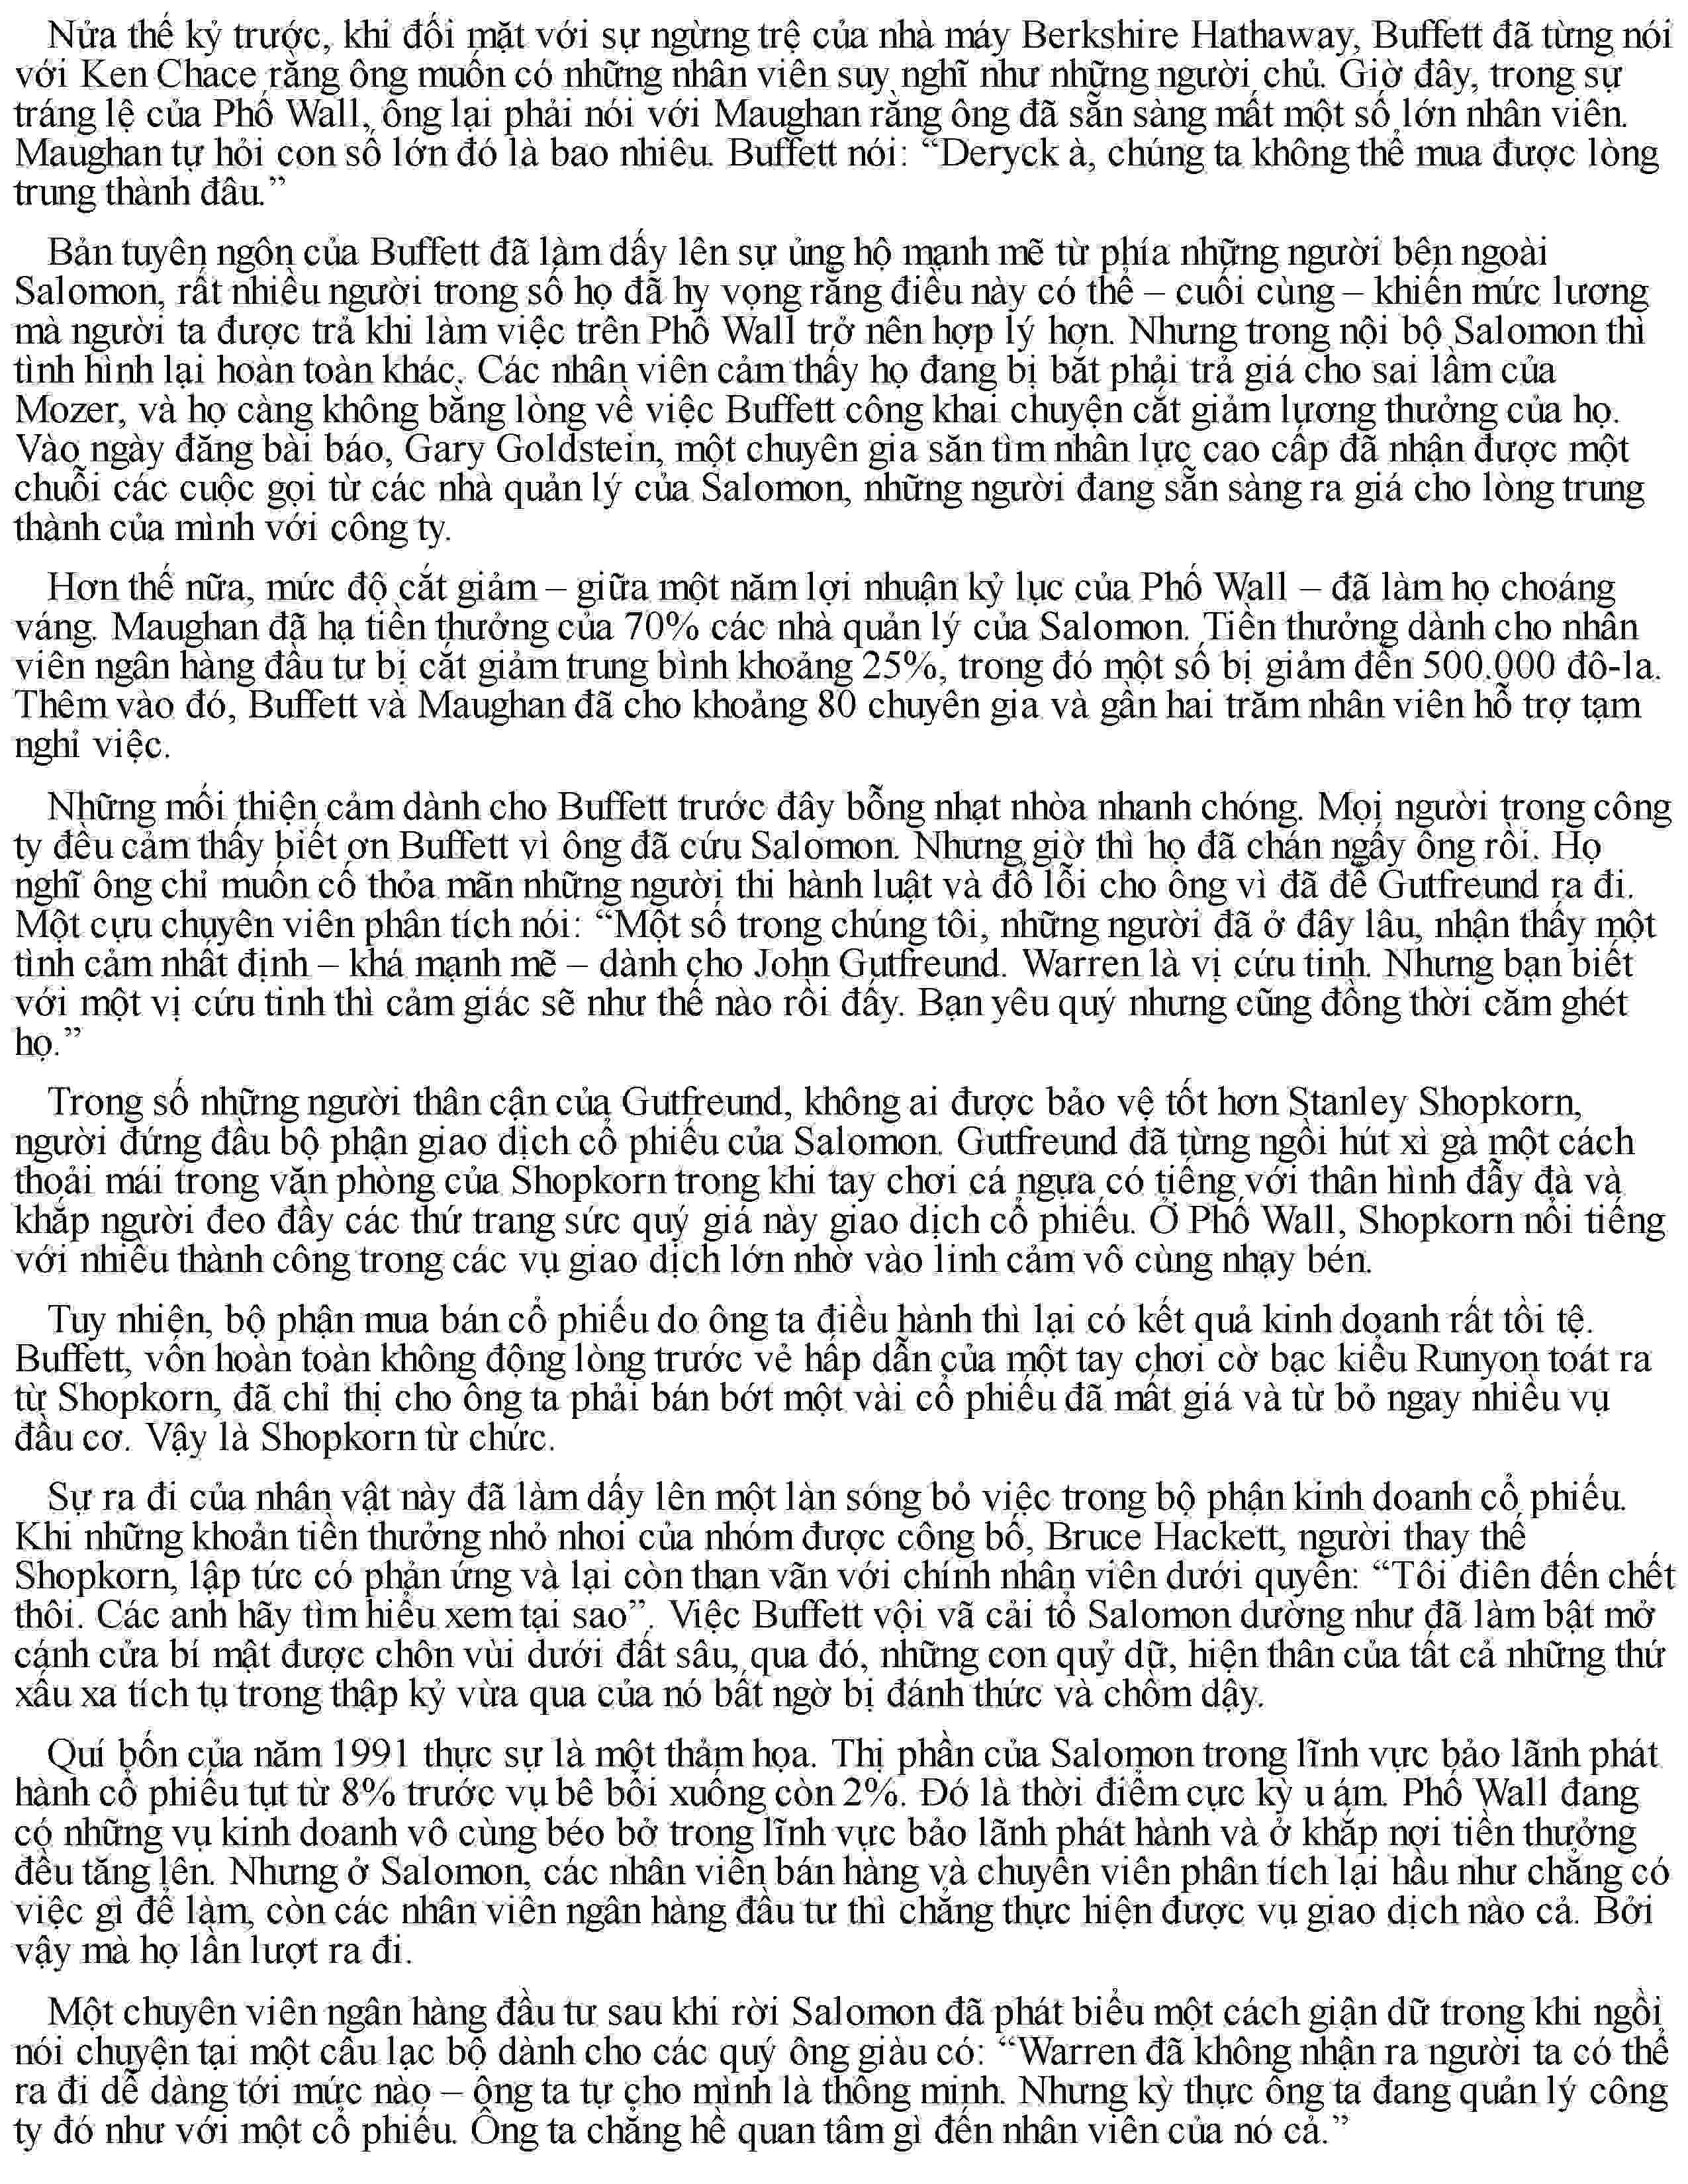 Nửa thế kỷ trước, khi đối mặt với sự ngừng trệ của nhà máy Berkshire Hathaway, Buffett đã từng nói
với Ken Chace rằng ông muốn có những nhân viên suy nghĩ như những người chủ. Giờ đây, trong sự
tráng lệ của Phố Wall, ông lại phải nói với Maughan rằng ông đã sẵn sàng mất một số lớn nhân viên.
Maughan tự hỏi con số lớn đó là bao nhiêu. Buffett nói: “Deryck à, chúng ta không thể mua được lòng
trung thành đâu.”
Bản tuyên ngôn của Buffett đã làm dấy lên sự ủng hộ mạnh mẽ từ phía những người bên ngoài
Salomon, rất nhiều người trong số họ đã hy vọng rằng điều này có thể – cuối cùng – khiến mức lương
mà người ta được trả khi làm việc trên Phố Wall trở nên hợp lý hơn. Nhưng trong nội bộ Salomon thì
tình hình lại hoàn toàn khác. Các nhân viên cảm thấy họ đang bị bắt phải trả giá cho sai lầm của
Mozer, và họ càng không bằng lòng về việc Buffett công khai chuyện cắt giảm lương thưởng của họ.
Vào ngày đăng bài báo, Gary Goldstein, một chuyên gia săn tìm nhân lực cao cấp đã nhận được một
chuỗi các cuộc gọi từ các nhà quản lý của Salomon, những người đang sẵn sàng ra giá cho lòng trung
thành của mình với công ty.
Hơn thế nữa, mức độ cắt giảm – giữa một năm lợi nhuận kỷ lục của Phố Wall – đã làm họ choáng
váng. Maughan đã hạ tiền thưởng của 70% các nhà quản lý của Salomon. Tiền thưởng dành cho nhân
viên ngân hàng đầu tư bị cắt giảm trung bình khoảng 25%, trong đó một số bị giảm đến 500.000 đô-la.
Thêm vào đó, Buffett và Maughan đã cho khoảng 80 chuyên gia và gần hai trăm nhân viên hỗ trợ tạm
nghỉ việc.
Những mối thiện cảm dành cho Buffett trước đây bỗng nhạt nhòa nhanh chóng. Mọi người trong công
ty đều cảm thấy biết ơn Buffett vì ông đã cứu Salomon. Nhưng giờ thì họ đã chán ngấy ông rồi. Họ
nghĩ ông chỉ muốn cố thỏa mãn những người thi hành luật và đổ lỗi cho ông vì đã để Gutfreund ra đi.
Một cựu chuyên viên phân tích nói: “Một số trong chúng tôi, những người đã ở đây lâu, nhận thấy một
tình cảm nhất định – khá mạnh mẽ – dành cho John Gutfreund. Warren là vị cứu tinh. Nhưng bạn biết
với một vị cứu tinh thì cảm giác sẽ như thế nào rồi đấy. Bạn yêu quý nhưng cũng đồng thời căm ghét
họ.”
Trong số những người thân cận của Gutfreund, không ai được bảo vệ tốt hơn Stanley Shopkorn,
người đứng đầu bộ phận giao dịch cổ phiếu của Salomon. Gutfreund đã từng ngồi hút xì gà một cách
thoải mái trong văn phòng của Shopkorn trong khi tay chơi cá ngựa có tiếng với thân hình đẫy đà và
khắp người đeo đầy các thứ trang sức quý giá này giao dịch cổ phiếu. Ở Phố Wall, Shopkorn nổi tiếng
với nhiều thành công trong các vụ giao dịch lớn nhờ vào linh cảm vô cùng nhạy bén.
Tuy nhiên, bộ phận mua bán cổ phiếu do ông ta điều hành thì lại có kết quả kinh doanh rất tồi tệ.
Buffett, vốn hoàn toàn không động lòng trước vẻ hấp dẫn của một tay chơi cờ bạc kiểu Runyon toát ra
từ Shopkorn, đã chỉ thị cho ông ta phải bán bớt một vài cổ phiếu đã mất giá và từ bỏ ngay nhiều vụ
đầu cơ. Vậy là Shopkorn từ chức.
Sự ra đi của nhân vật này đã làm dấy lên một làn sóng bỏ việc trong bộ phận kinh doanh cổ phiếu.
Khi những khoản tiền thưởng nhỏ nhoi của nhóm được công bố, Bruce Hackett, người thay thế
Shopkorn, lập tức có phản ứng và lại còn than vãn với chính nhân viên dưới quyền: “Tôi điên đến chết
thôi. Các anh hãy tìm hiểu xem tại sao”. Việc Buffett vội vã cải tổ Salomon dường như đã làm bật mở
cánh cửa bí mật được chôn vùi dưới đất sâu, qua đó, những con quỷ dữ, hiện thân của tất cả những thứ
xấu xa tích tụ trong thập kỷ vừa qua của nó bất ngờ bị đánh thức và chồm dậy.
Quí bốn của năm 1991 thực sự là một thảm họa. Thị phần của Salomon trong lĩnh vực bảo lãnh phát
hành cổ phiếu tụt từ 8% trước vụ bê bối xuống còn 2%. Đó là thời điểm cực kỳ u ám. Phố Wall đang
có những vụ kinh doanh vô cùng béo bở trong lĩnh vực bảo lãnh phát hành và ở khắp nơi tiền thưởng
đều tăng lên. Nhưng ở Salomon, các nhân viên bán hàng và chuyên viên phân tích lại hầu như chẳng có
việc gì để làm, còn các nhân viên ngân hàng đầu tư thì chẳng thực hiện được vụ giao dịch nào cả. Bởi
vậy mà họ lần lượt ra đi.
Một chuyên viên ngân hàng đầu tư sau khi rời Salomon đã phát biểu một cách giận dữ trong khi ngồi
nói chuyện tại một câu lạc bộ dành cho các quý ông giàu có: “Warren đã không nhận ra người ta có thể
ra đi dễ dàng tới mức nào – ông ta tự cho mình là thông minh. Nhưng kỳ thực ông ta đang quản lý công
ty đó như với một cổ phiếu. Ông ta chẳng hề quan tâm gì đến nhân viên của nó cả.”